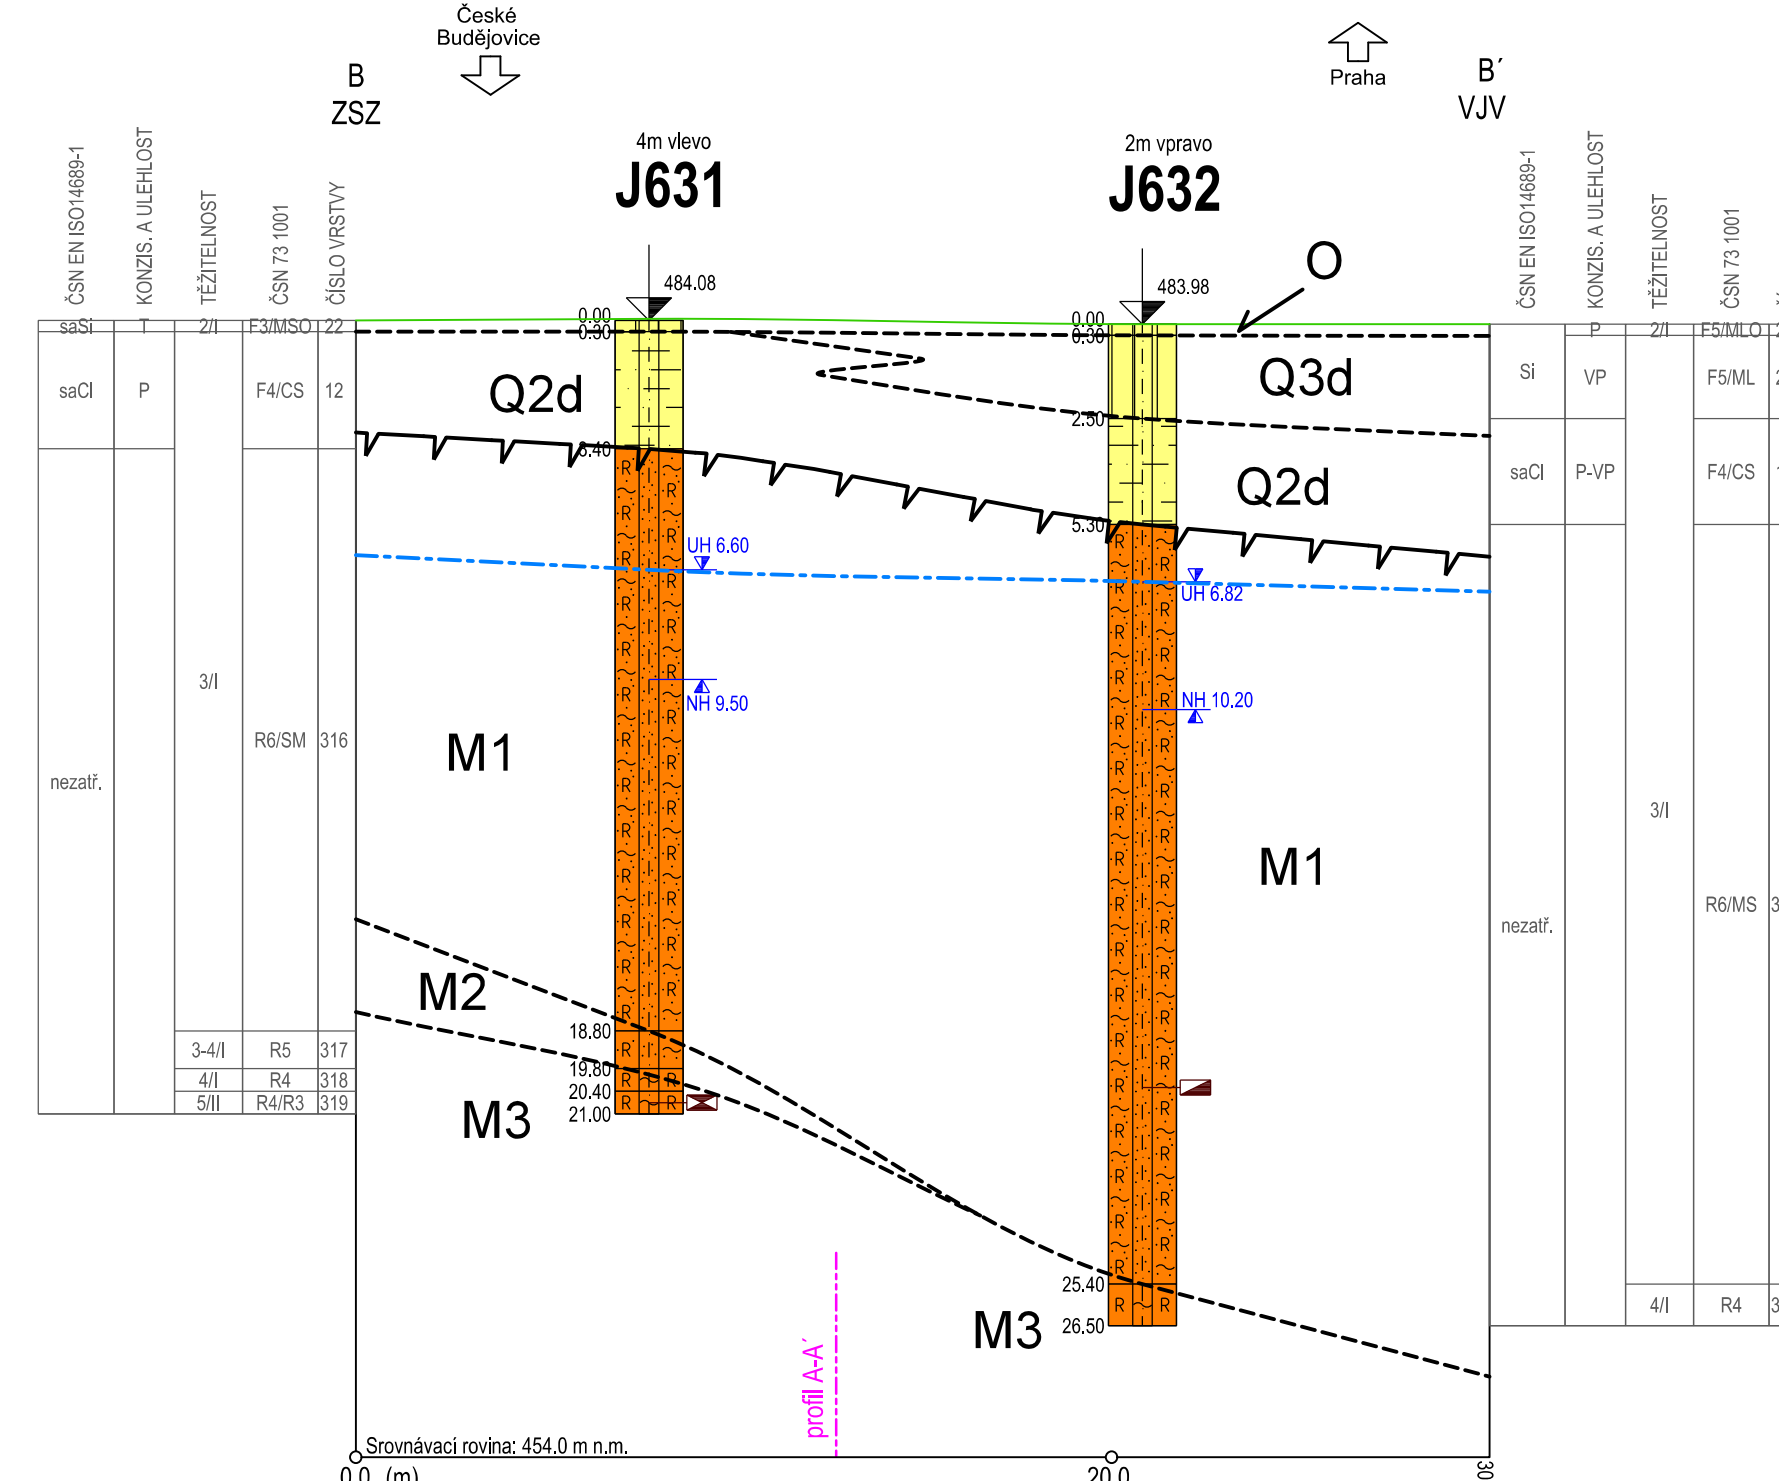 České
Budějovice
Praha
B
ZSZ
B´
VJV
4m vlevo
J631
2m vpravo
J632
ČSN EN ISO14689-1
KONZIS. A ULEHLOST
TĚŽITELNOST
ČSN 73 1001
ČÍSLO VRSTVY
ČSN EN ISO14689-1
KONZIS. A ULEHLOST
TĚŽITELNOST
ČSN 73 1001
484.08
483.98
O
saSi T 2/I F3/MSO 22
saCl P F4/CS 12
3/I
R6/SM 316
nezatř.
3-4/I R5 317
4/I R4 318
5/II R4/R3 319
0.00
0.30
3.40
18.80
19.80
20.40
21.00
Q2d
Q3d
Q2d
UH 6.60
NH 9.50
UH 6.82
NH 10.20
M1
M1
M2
M3
M3
0.00
0.30
2.50
5.30
25.40
26.50
P 2/I F5/MLO
Si VP F5/ML
saCl P-VP F4/CS
3/I
R6/MS
nezatř.
4/I R4
profil A-A´
Srovnávací rovina: 454.0 m n.m.
0.0 (m)
20.0
30